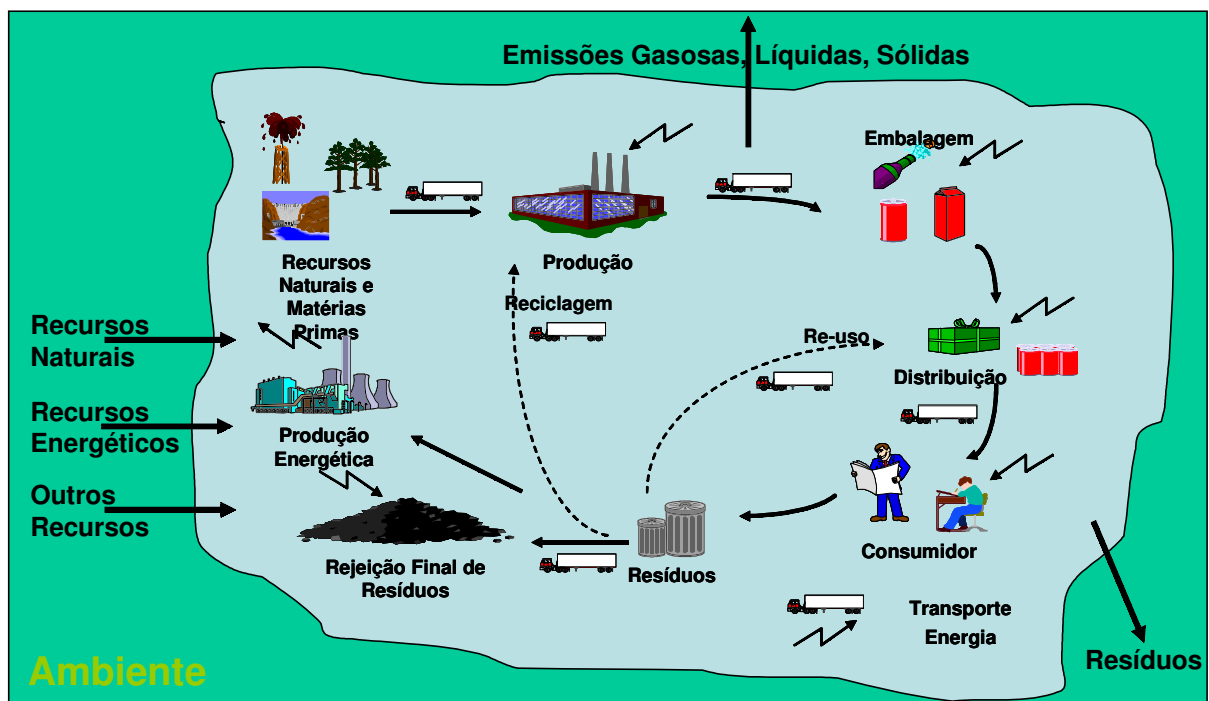 Emissões Gasosas, Líquidas, Sólidas
Embalagem
Recursos
Naturais e
Matérias
Primas
Produção
Reciclagem
Recursos
Naturais
Re-uso
Distribuição
Recursos
Energéticos
Produção
Energética
Outros
Recursos
Consumidor
Rejeição Final de
Resíduos
Resíduos
Transporte
Energia
Resíduos
Ambiente